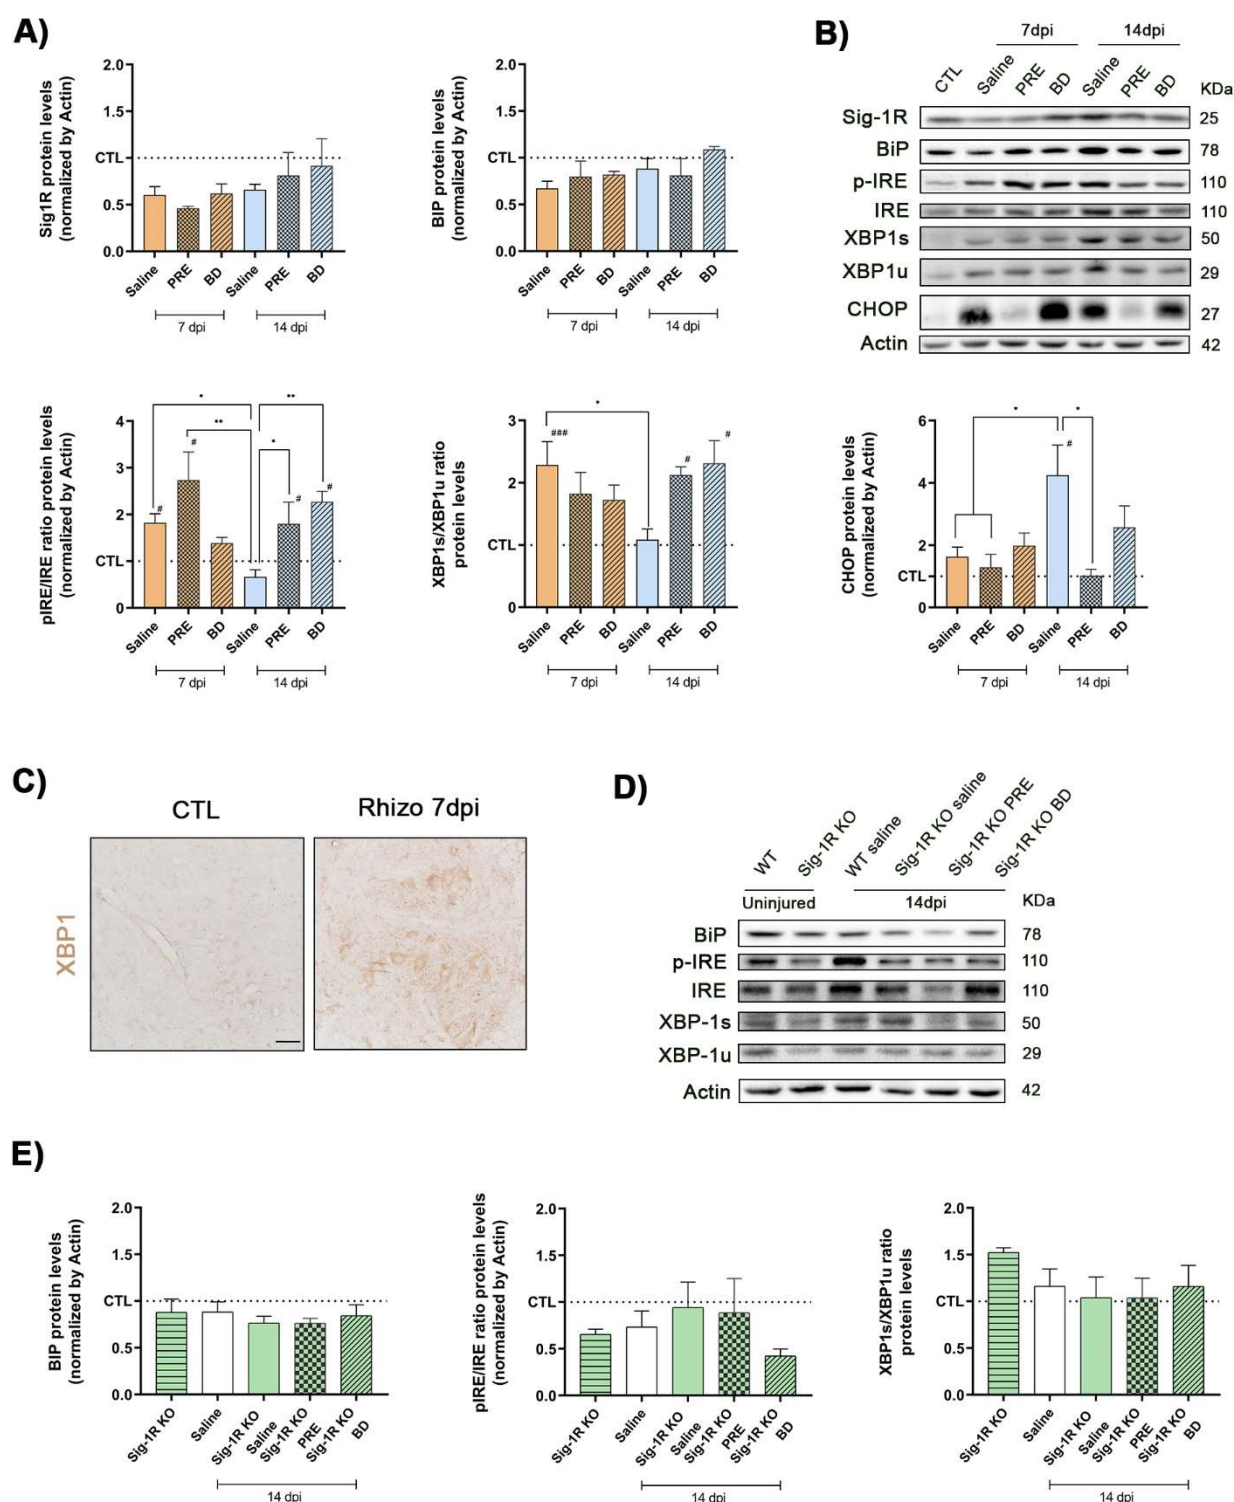 A)
Sig1R protein levels
(normalized by Actin)
2.0
1.5
CTL
0.5
0.0
Saline
PRE
BD
Saline
PRE
BD
7 dpi
14 dpi
BIP protein levels
(normalized by Actin)
2.0
1.5
CTL
0.5
0.0
Saline
PRE
BD
Saline
PRE
BD
7 dpi
14 dpi
B)
7dpi
14dpi
CTL
Saline
PRE
BD
Saline
PRE
BD
KDa
Sig-1R 25
BiP 78
p-IRE 110
IRE 110
XBP1s 50
XBP1u 29
CHOP 27
Actin 42
pIRE/IRE ratio protein levels
(normalized by Actin)
4
3
2
CTL
0
* ** ** *
# # # #
Saline
PRE
BD
Saline
PRE
BD
7 dpi
14 dpi
XBP1s/XBP1u ratio
protein levels
3
2
CTL
0
*
### # #
Saline
PRE
BD
Saline
PRE
BD
7 dpi
14 dpi
CHOP protein levels
(normalized by Actin)
6
4
2
CTL
0
* *
#
Saline
PRE
BD
Saline
PRE
BD
7 dpi
14 dpi
C)
CTL
Rhizo 7dpi
XBP1
D)
WT
Sig-1R KO
WT saline
Sig-1R KO saline
Sig-1R KO PRE
Sig-1R KO BD
Uninjured
14dpi
KDa
BiP 78
p-IRE 110
IRE 110
XBP-1s 50
XBP-1u 29
Actin 42
E)
BIP protein levels
(normalized by Actin)
2.0
1.5
CTL
0.5
0.0
Sig-1R KO
Saline
Sig-1R KO
Saline
Sig-1R KO
PRE
Sig-1R KO
BD
14 dpi
pIRE/IRE ratio protein levels
(normalized by Actin)
2.0
1.5
CTL
0.5
0.0
Sig-1R KO
Saline
Sig-1R KO
Saline
Sig-1R KO
PRE
Sig-1R KO
BD
14 dpi
XBP1s/XBP1u ratio
protein levels
2.0
1.5
CTL
0.5
0.0
Sig-1R KO
Saline
Sig-1R KO
Saline
Sig-1R KO
PRE
Sig-1R KO
BD
14 dpi